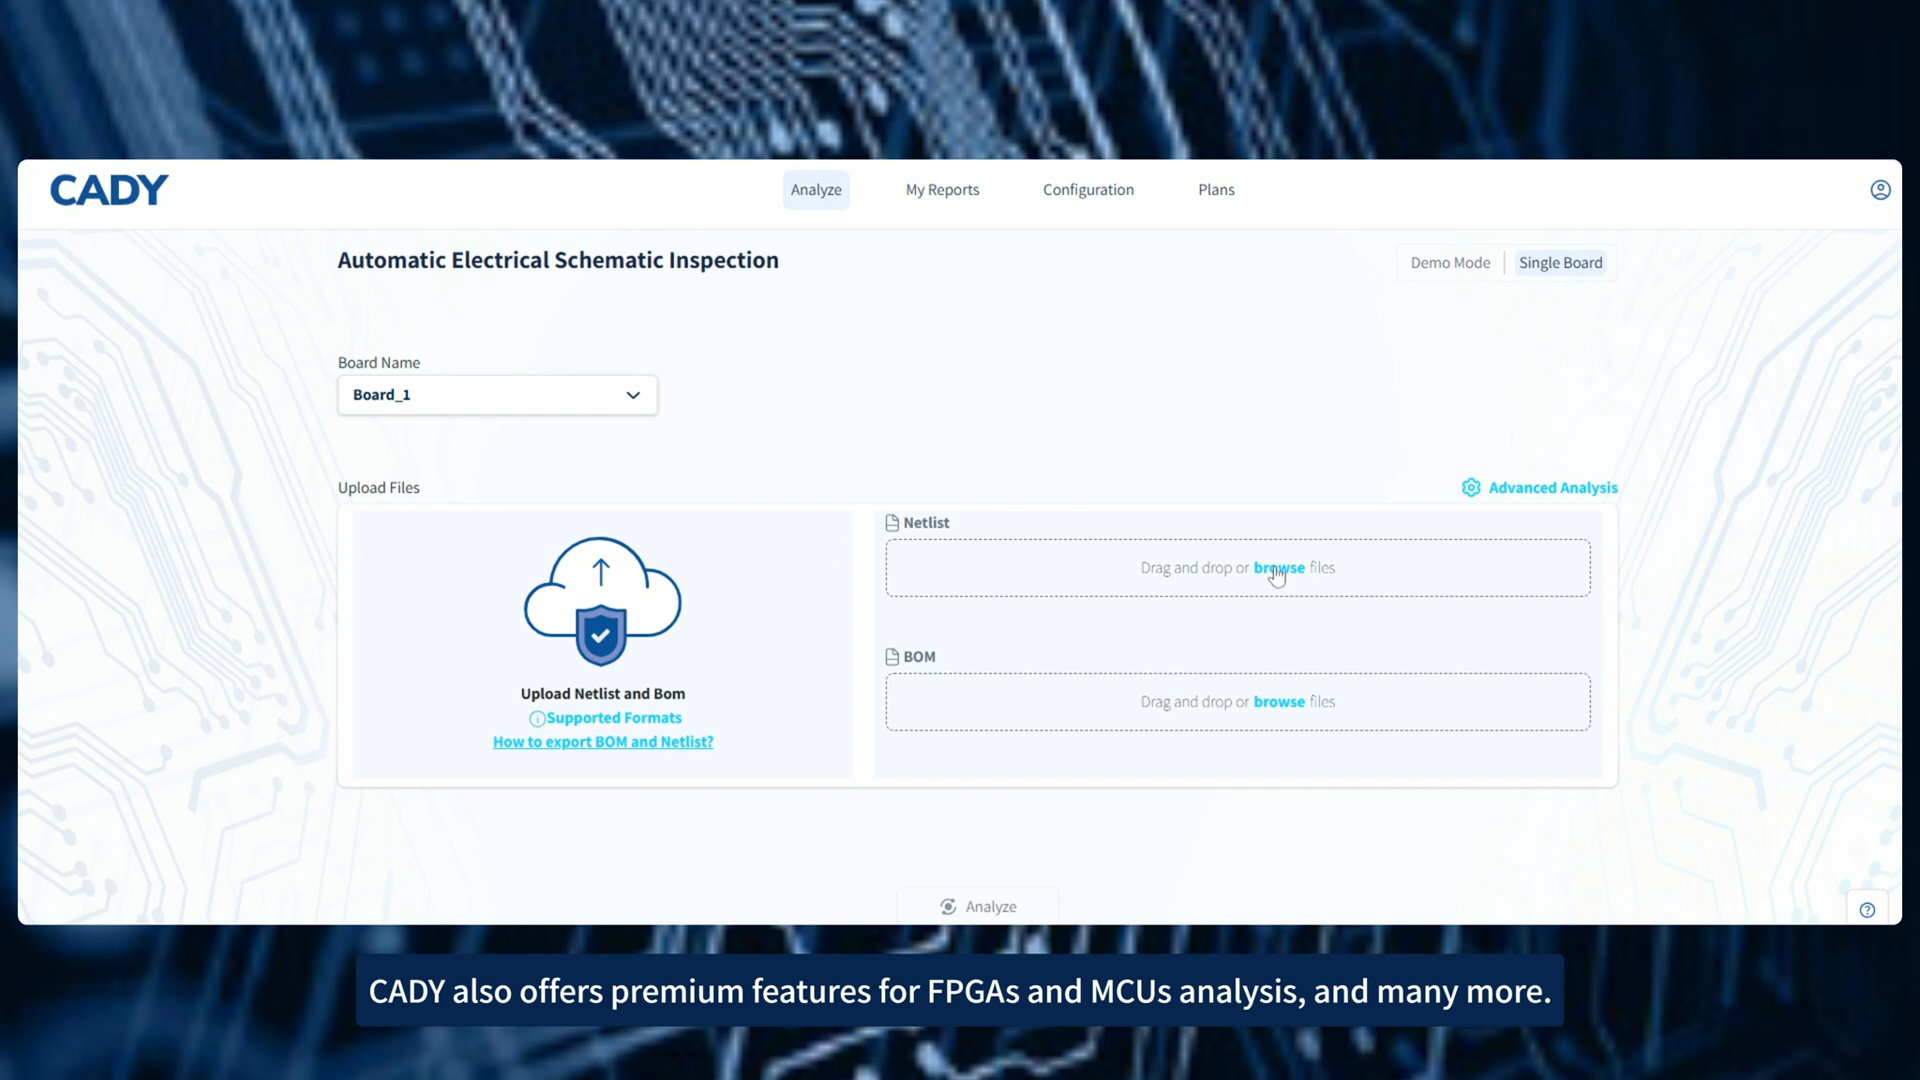 CADY
Analyze
My Reports
Configuration
Plans
Automatic Electrical Schematic Inspection
Demo Mode
Single Board
Board Name
Board_1
Upload Files
Advanced Analysis
Netlist
Drag and drop or browse files
BOM
Drag and drop or browse files
Upload Netlist and Bom
Supported Formats
How to export BOM and Netlist?
Analyze
CADY also offers premium features for FPGAs and MCUs analysis, and many more.